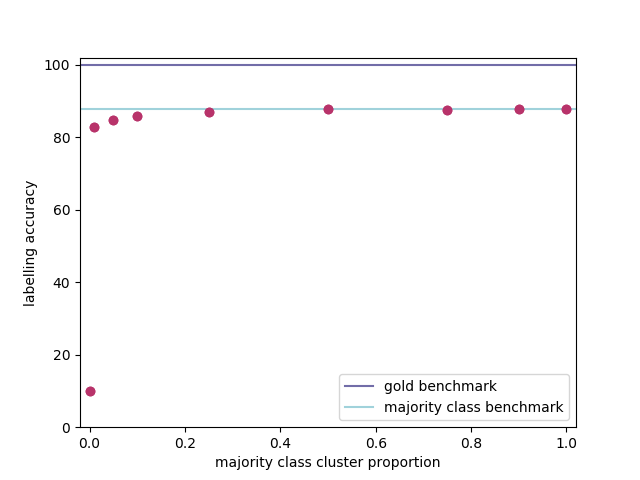 100
80
60
40
20
0
labelling accuracy
gold benchmark
majority class benchmark
0.0 0.2 0.4 0.6 0.8 1.0
majority class cluster proportion